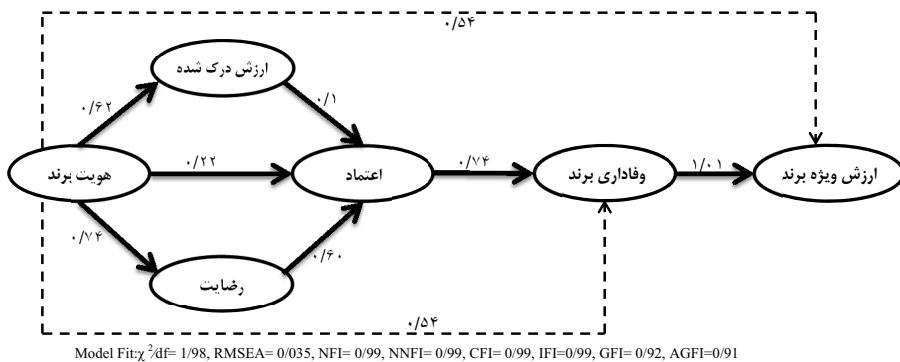 ۰/۵۴
ارزش درک شده
۰/۶۲
۰/۱
هویت برند
۰/۲۲
اعتماد
۰/۷۴
وفاداری برند
۱/۰۱
ارزش ویژه برند
۰/۷۴
۰/۶۰
رضایت
۰/۵۴
Model Fit:χ²/df= 1/98, RMSEA= 0/035, NFI= 0/99, NNFI= 0/99, CFI= 0/99, IFI=0/99, GFI= 0/92, AGFI=0/91